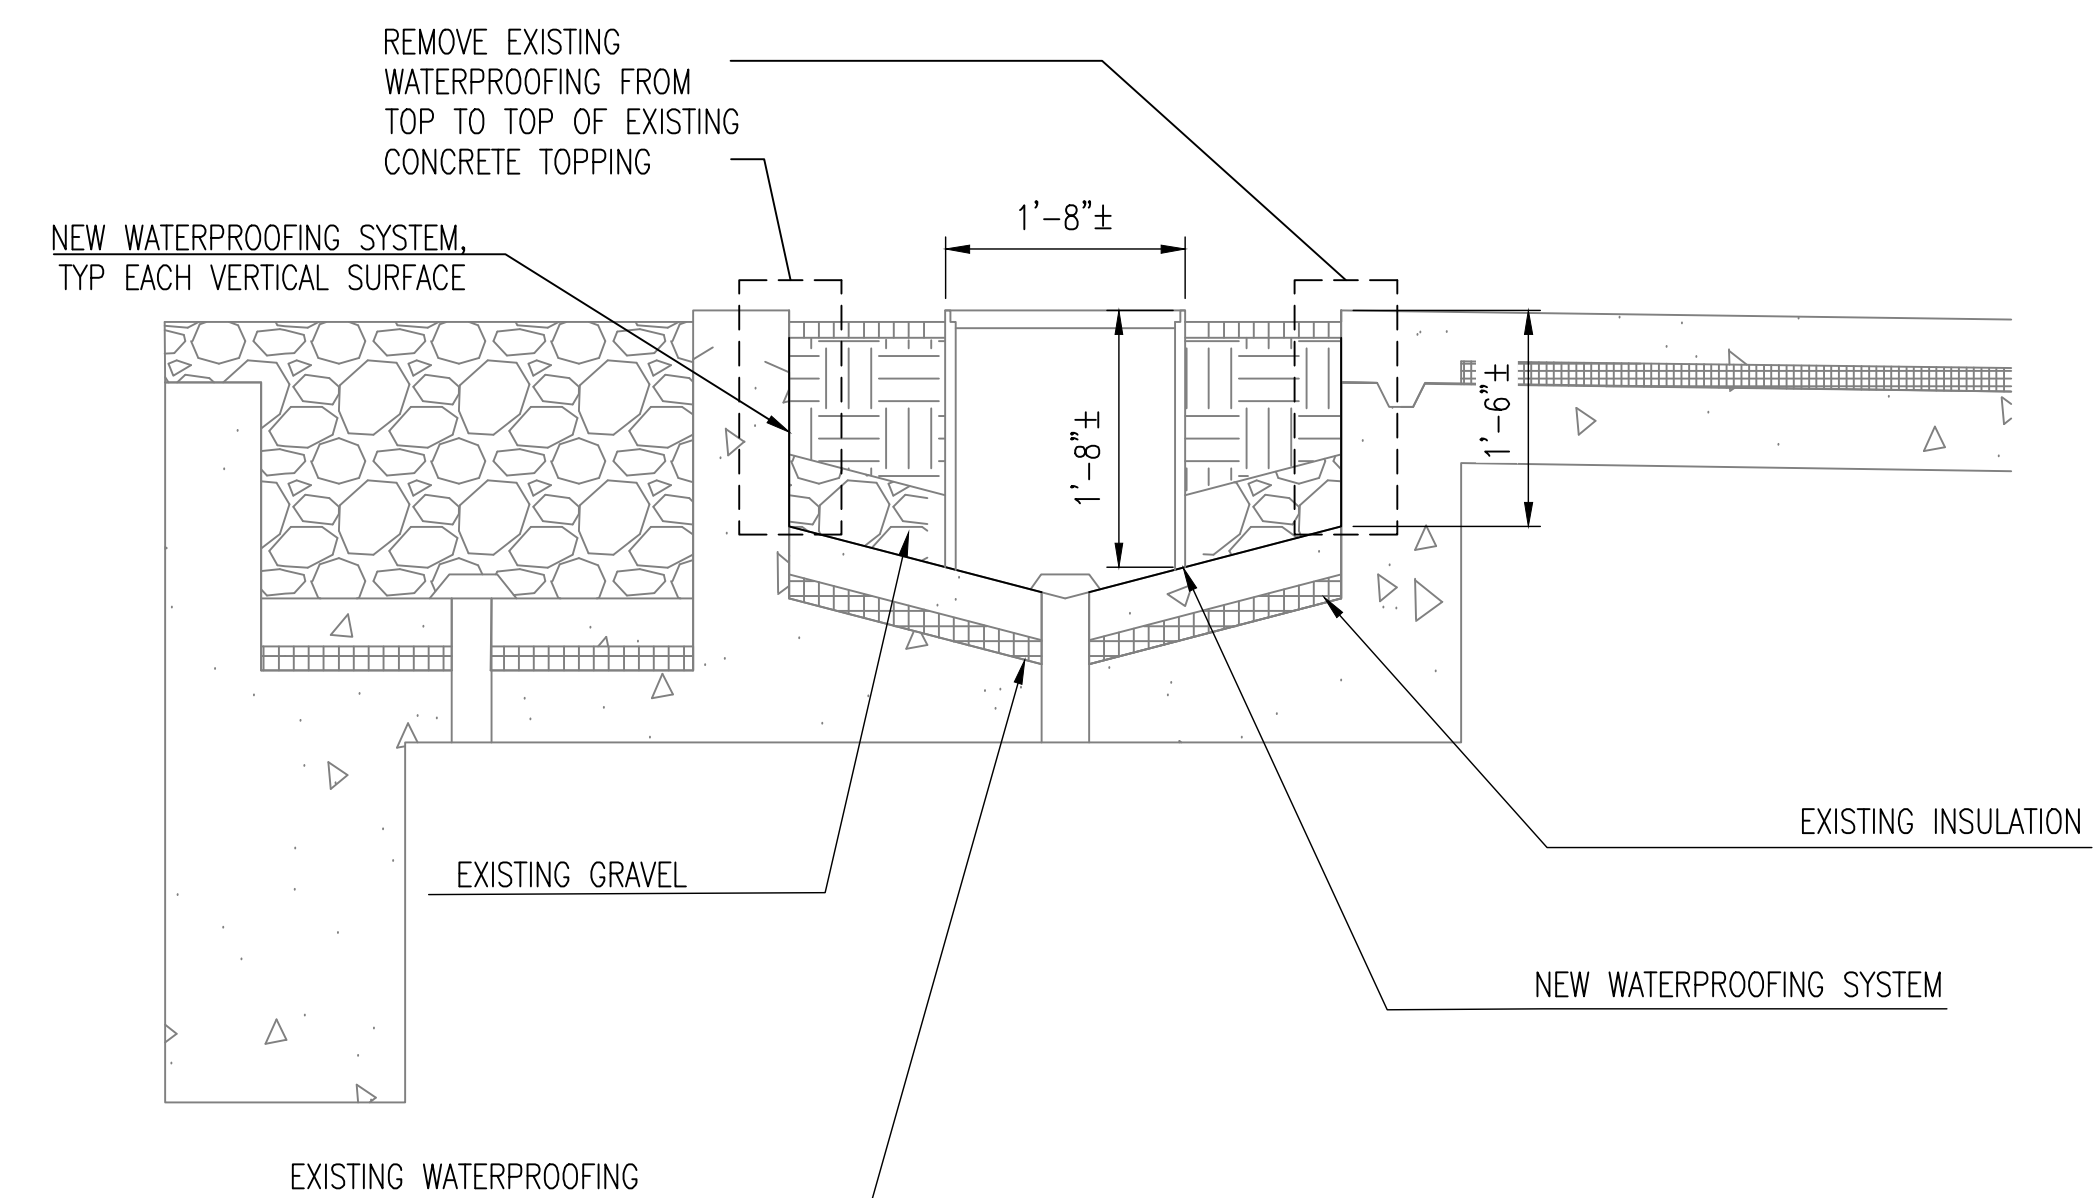 REMOVE EXISTING
WATERPROOFING FROM
TOP TO TOP OF EXISTING
CONCRETE TOPPING
NEW WATERPROOFING SYSTEM,
TYP EACH VERTICAL SURFACE
1'-8"±
1'-8"±
1'-6"±
EXISTING INSULATION
EXISTING GRAVEL
NEW WATERPROOFING SYSTEM
EXISTING WATERPROOFING